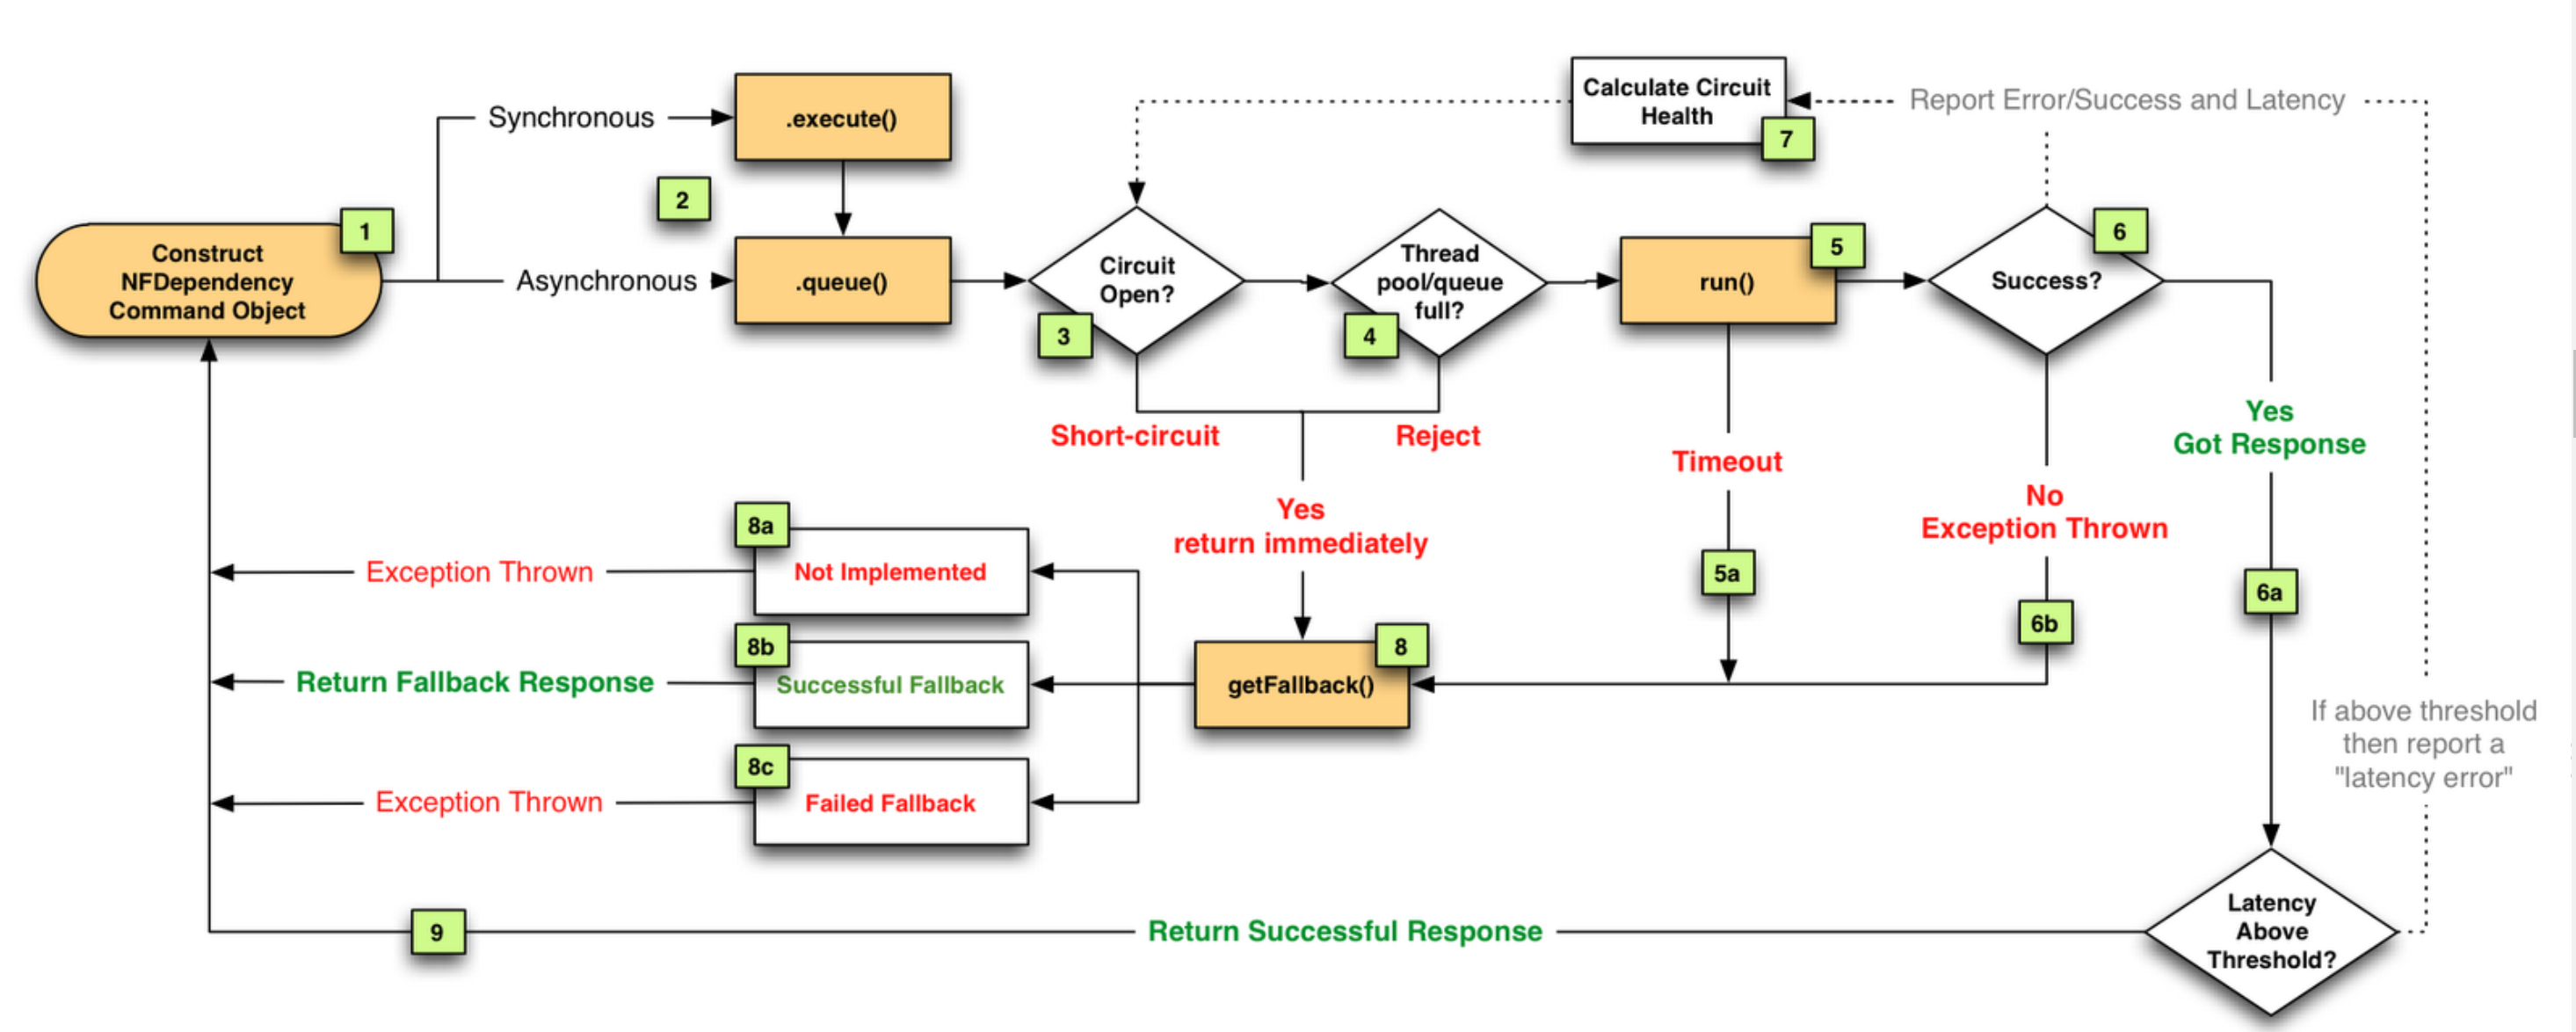 Calculate Circuit
Health
7
Report Error/Success and Latency
Synchronous
.execute()
2
1
Construct
NFDependency
Command Object
Asynchronous
.queue()
Circuit
Open?
3
Thread
pool/queue
full?
4
run()
5
Success?
6
Short-circuit
Reject
Yes
return immediately
Timeout
5a
No
Exception Thrown
6b
Yes
Got Response
6a
8a
Not Implemented
Exception Thrown
8b
Successful Fallback
Return Fallback Response
8c
Failed Fallback
Exception Thrown
getFallback()
8
If above threshold
then report a
"latency error"
Latency
Above
Threshold?
Return Successful Response
9